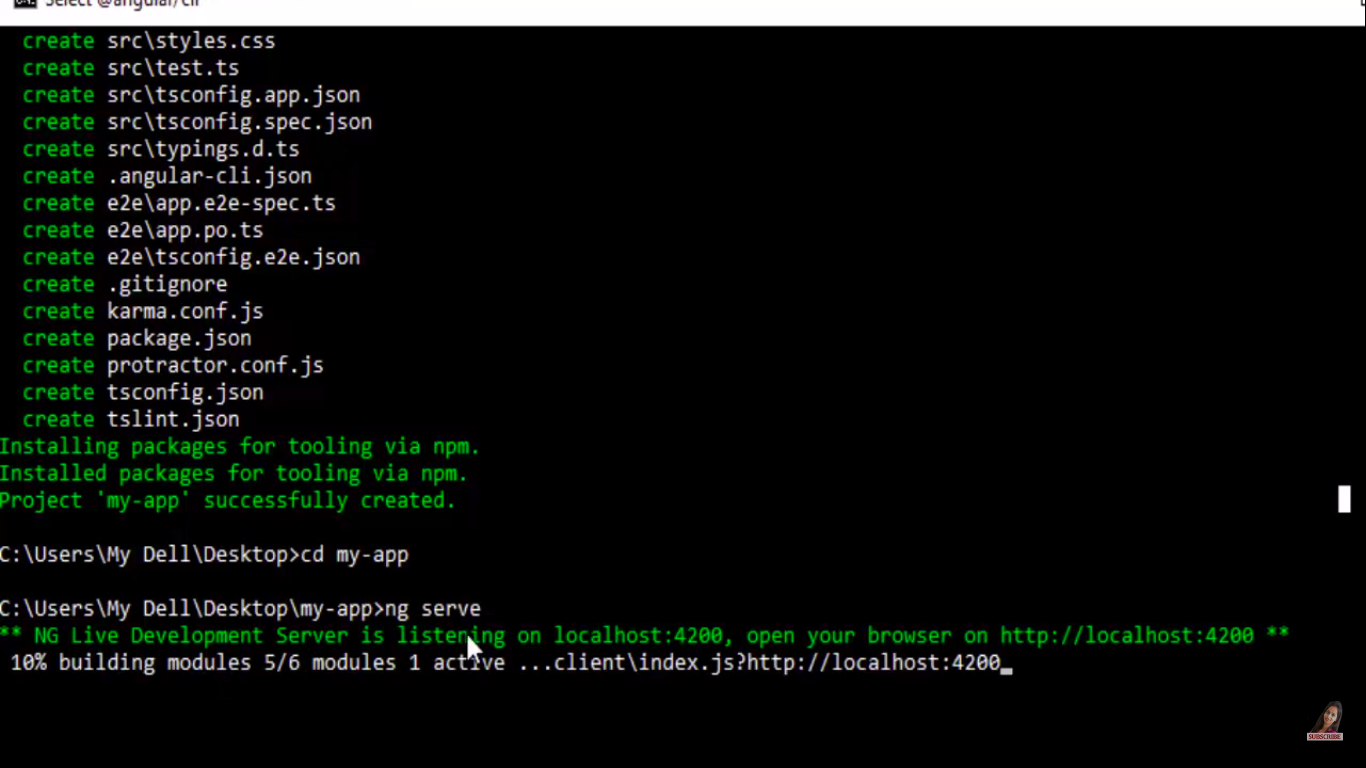 Select @angular/cli
create src\styles.css
create src\test.ts
create src\tsconfig.app.json
create src\tsconfig.spec.json
create src\typings.d.ts
create .angular-cli.json
create e2e\app.e2e-spec.ts
create e2e\app.po.ts
create e2e\tsconfig.e2e.json
create .gitignore
create karma.conf.js
create package.json
create protractor.conf.js
create tsconfig.json
create tslint.json
Installing packages for tooling via npm.
Installed packages for tooling via npm.
Project 'my-app' successfully created.
C:\Users\My Dell\Desktop>cd my-app
C:\Users\My Dell\Desktop\my-app>ng serve
** NG Live Development Server is listening on localhost:4200, open your browser on http://localhost:4200 **
10% building modules 5/6 modules 1 active ...client\index.js?http://localhost:4200_
SUBSCRIBE